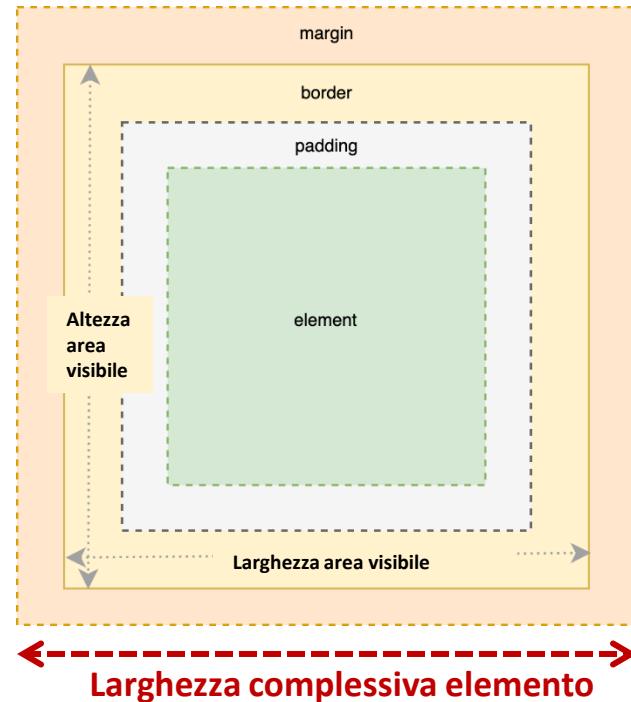 margin
border
padding
element
Altezza
area
visibile
Larghezza area visibile
Larghezza complessiva elemento